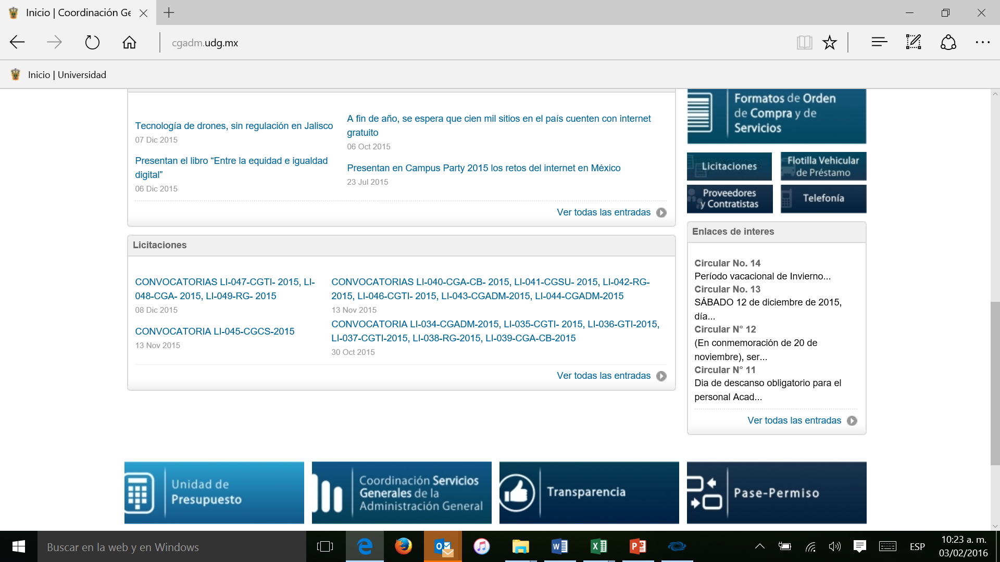 Inicio | Coordinación Ge
cgadm.udg.mx
Inicio | Universidad
Tecnología de drones, sin regulación en Jalisco
07 Dic 2015
Presentan el libro “Entre la equidad e igualdad
digital”
06 Dic 2015
A fin de año, se espera que cien mil sitios en el país cuenten con internet
gratuito
06 Oct 2015
Presentan en Campus Party 2015 los retos del internet en México
23 Jul 2015
Ver todas las entradas
Licitaciones
CONVOCATORIAS LI-047-CGTI- 2015, LI-
048-CGA- 2015, LI-049-RG- 2015
08 Dic 2015
CONVOCATORIA LI-045-CGCS-2015
13 Nov 2015
CONVOCATORIAS LI-040-CGA-CB- 2015, LI-041-CGSU- 2015, LI-042-RG-
2015, LI-046-CGTI- 2015, LI-043-CGADM-2015, LI-044-CGADM-2015
13 Nov 2015
CONVOCATORIA LI-034-CGADM-2015, LI-035-CGTI- 2015, LI-036-GTI-2015,
LI-037-CGTI-2015, LI-038-RG-2015, LI-039-CGA-CB-2015
30 Oct 2015
Ver todas las entradas
Formatos de Orden
de Compra y de
Servicios
Licitaciones
Flotilla Vehicular
de Préstamo
Proveedores
y Contratistas
Telefonía
Enlaces de interes
Circular No. 14
Período vacacional de Invierno...
Circular No. 13
SÁBADO 12 de diciembre de 2015,
día...
Circular N° 12
(En conmemoración de 20 de
noviembre), ser...
Circular N° 11
Dia de descanso obligatorio para el
personal Acad...
Ver todas las entradas
Unidad de
Presupuesto
Coordinación Servicios
Generales de la
Administración General
Transparencia
Pase-Permiso
Buscar en la web y en Windows
ESP
10:23 a. m.
03/02/2016